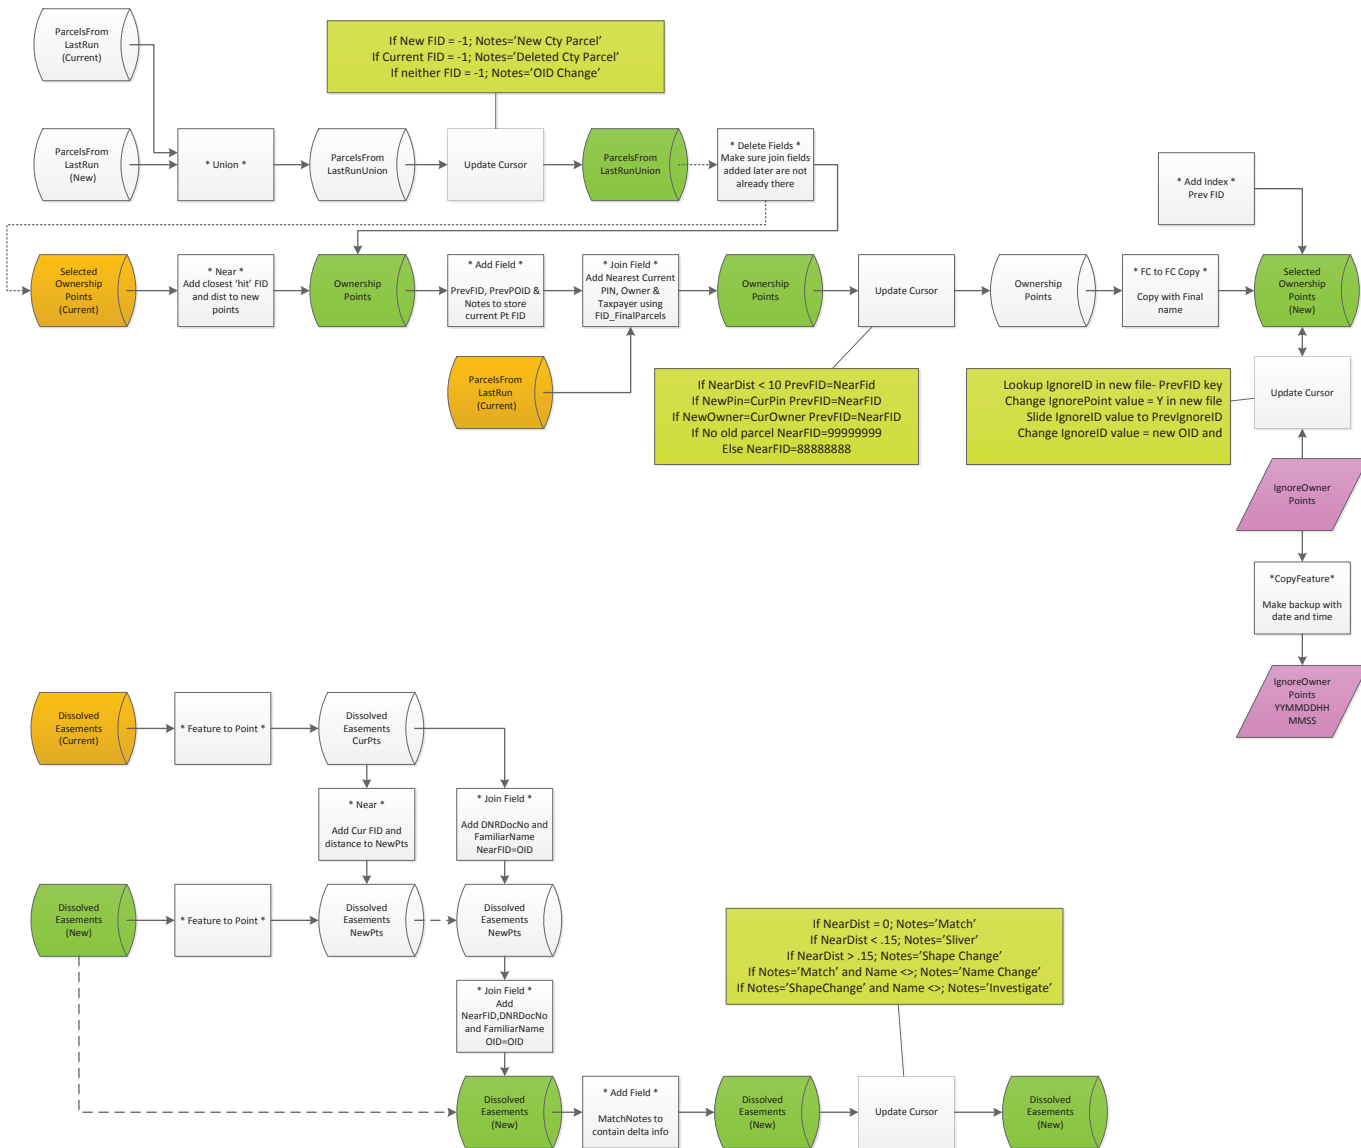 ParcelsFrom
LastRun
(Current)
If New FID = -1; Notes='New Cty Parcel'
If Current FID = -1; Notes='Deleted Cty Parcel'
If neither FID = -1; Notes='OID Change'
ParcelsFrom
LastRun
(New)
* Union *
ParcelsFrom
LastRunUnion
Update Cursor
ParcelsFrom
LastRunUnion
* Delete Fields *
Make sure join fields
added later are not
already there
* Add Index *
Prev FID
Selected
Ownership
Points
(Current)
* Near *
Add closest 'hit' FID
and dist to new
points
Ownership
Points
* Add Field *
PrevFID, PrevPOID &
Notes to store
current Pt FID
* Join Field *
Add Nearest Current
PIN, Owner &
Taxpayer using
FID_FinalParcels
Ownership
Points
Update Cursor
Ownership
Points
* FC to FC Copy *
Copy with Final
name
Selected
Ownership
Points
(New)
ParcelsFrom
LastRun
(Current)
If NearDist < 10 PrevFID=NearFid
If NewPin=CurPin PrevFID=NearFID
If NewOwner=CurOwner PrevFID=NearFID
If No old parcel NearFID=99999999
Else NearFID=88888888
Lookup IgnoreID in new file- PrevFID key
Change IgnorePoint value = Y in new file
Slide IgnoreID value to PrevIgnoreID
Change IgnoreID value = new OID and
Update Cursor
IgnoreOwner
Points
*CopyFeature*
Make backup with
date and time
IgnoreOwner
Points
YYMMDDHH
MMSS
Dissolved
Easements
(Current)
* Feature to Point *
Dissolved
Easements
CurPts
* Near *
Add Cur FID and
distance to NewPts
* Join Field *
Add DNRDocNo and
FamiliarName
NearFID=OID
Dissolved
Easements
(New)
* Feature to Point *
Dissolved
Easements
NewPts
Dissolved
Easements
NewPts
If NearDist = 0; Notes='Match'
If NearDist < .15; Notes='Sliver'
If NearDist > .15; Notes='Shape Change'
If Notes='Match' and Name <>; Notes='Name Change'
If Notes='ShapeChange' and Name <>; Notes='Investigate'
* Join Field *
Add
NearFID,DNRDocNo
and FamiliarName
OID=OID
Dissolved
Easements
(New)
* Add Field *
MatchNotes to
contain delta info
Dissolved
Easements
(New)
Update Cursor
Dissolved
Easements
(New)